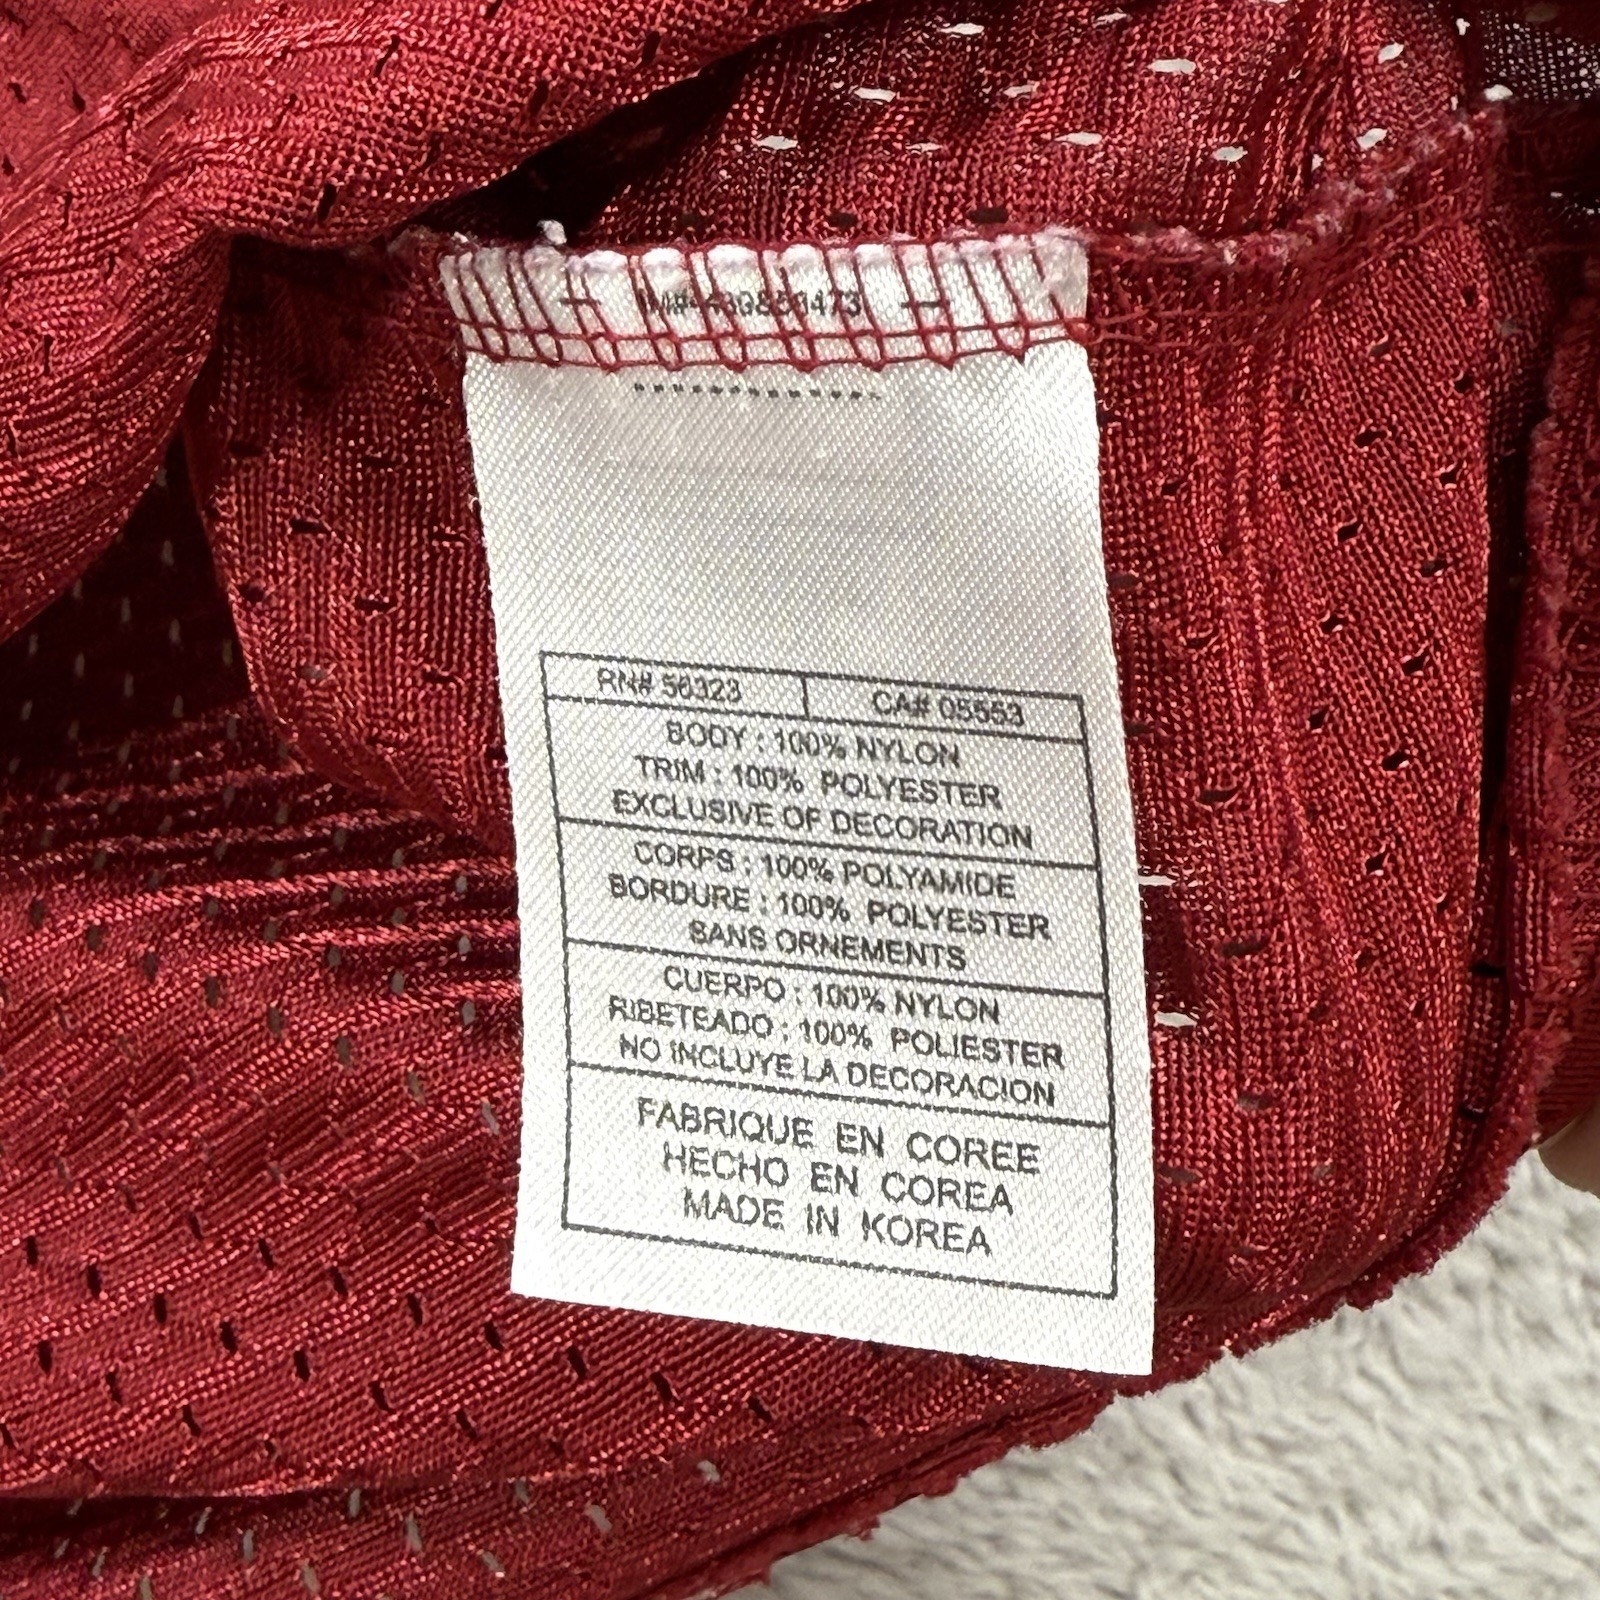 RN# 56323
CA# 05553
BODY : 100% NYLON
TRIM : 100% POLYESTER
EXCLUSIVE OF DECORATION
CORPS : 100% POLYAMIDE
BORDURE : 100% POLYESTER
SANS ORNEMENTS
CUERPO : 100% NYLON
RIBETEADO : 100% POLIESTER
NO INCLUYE LA DECORACION
FABRIQUE EN COREE
HECHO EN COREA
MADE IN KOREA